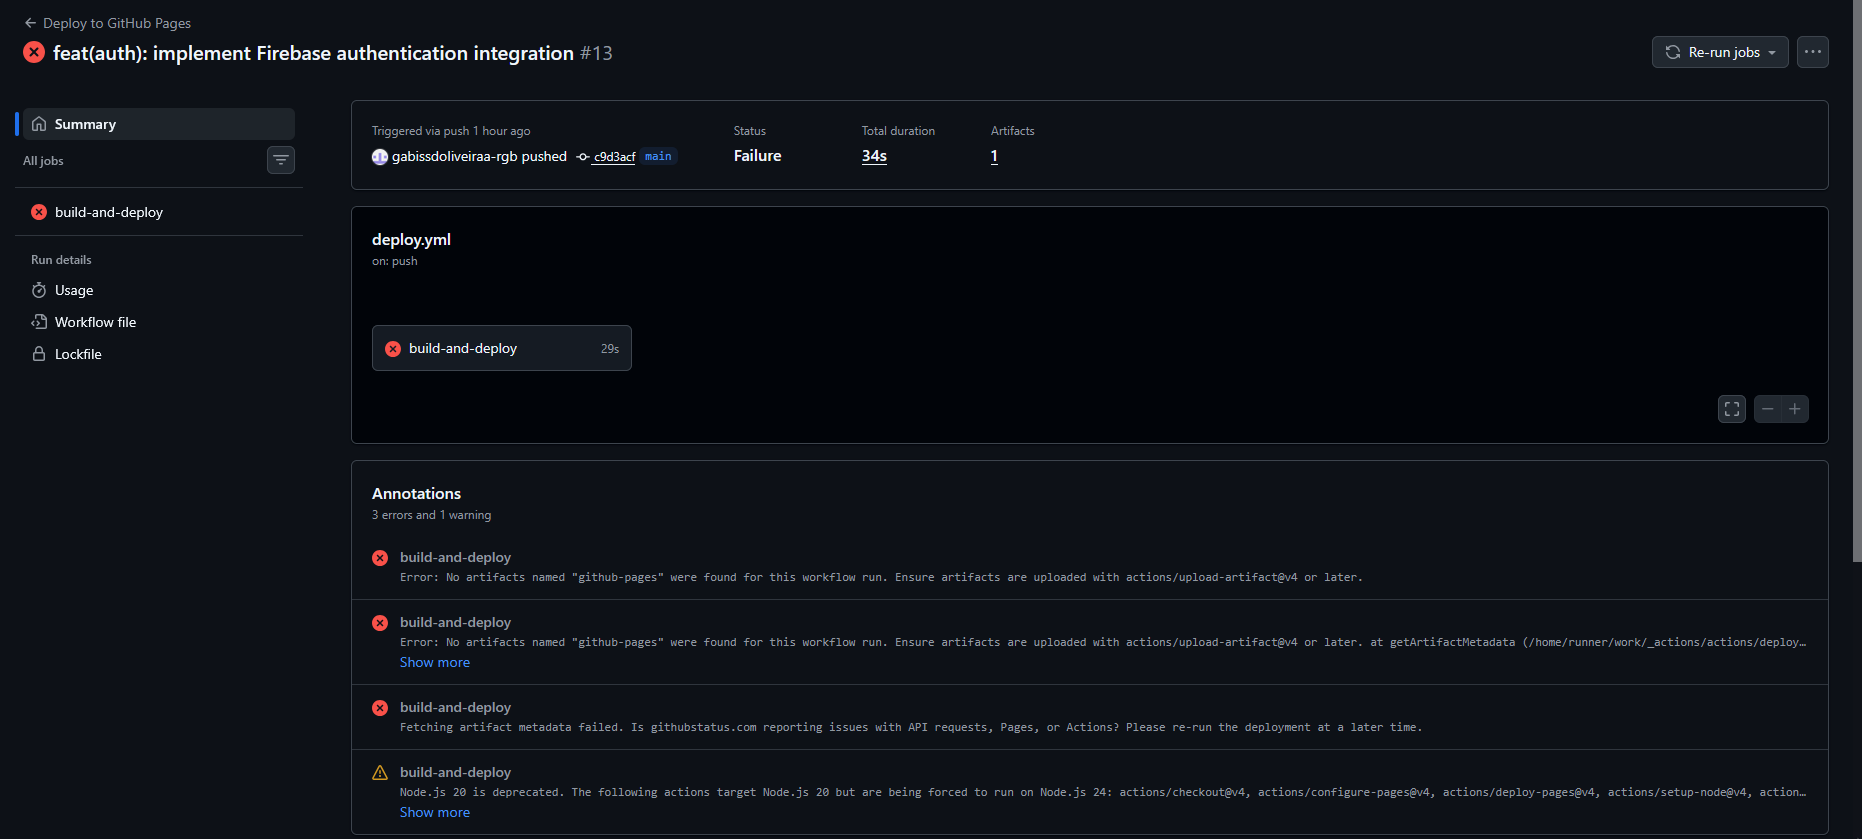 Deploy to GitHub Pages
feat(auth): implement Firebase authentication integration #13
Re-run jobs
Summary
All jobs
build-and-deploy
Run details
Usage
Workflow file
Lockfile
Triggered via push 1 hour ago
gabissdoliveiraa-rgb pushed c9d3acf main
Status
Failure
Total duration
34s
Artifacts
1
deploy.yml
on: push
build-and-deploy 29s
Annotations
3 errors and 1 warning
build-and-deploy
Error: No artifacts named "github-pages" were found for this workflow run. Ensure artifacts are uploaded with actions/upload-artifact@v4 or later.
build-and-deploy
Error: No artifacts named "github-pages" were found for this workflow run. Ensure artifacts are uploaded with actions/upload-artifact@v4 or later. at getArtifactMetadata (/home/runner/work/_actions/actions/deploy…
Show more
build-and-deploy
Fetching artifact metadata failed. Is githubstatus.com reporting issues with API requests, Pages, or Actions? Please re-run the deployment at a later time.
build-and-deploy
Node.js 20 is deprecated. The following actions target Node.js 20 but are being forced to run on Node.js 24: actions/checkout@v4, actions/configure-pages@v4, actions/deploy-pages@v4, actions/setup-node@v4, action…
Show more